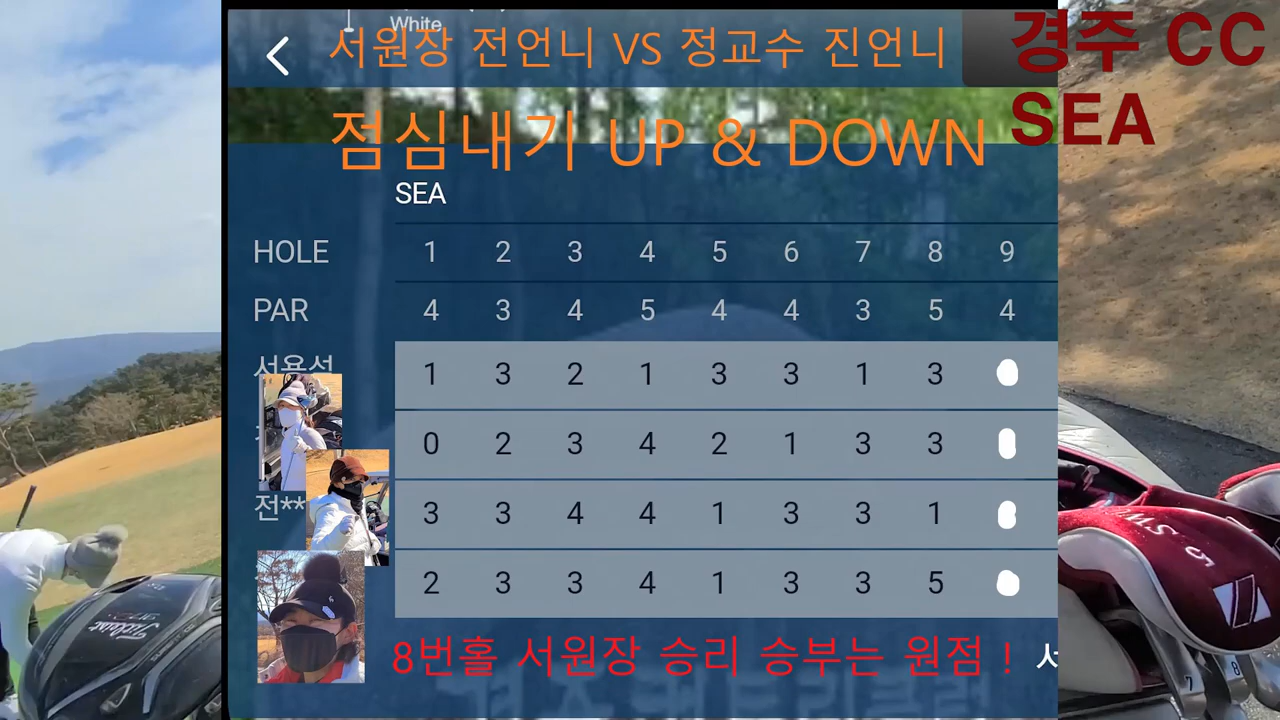 White
서원장 전언니 VS 정교수 진언니
경주 CC
SEA
점심내기 UP & DOWN
SEA
HOLE 1 2 3 4 5 6 7 8 9
PAR 4 3 4 5 4 4 3 5 4
1 3 2 1 3 3 1 3
0 2 3 4 2 1 3 3
전** 3 3 4 4 1 3 3 1
2 3 3 4 1 3 3 5
8번홀 서원장 승리 승부는 원점 !
Titleist
5
7
8